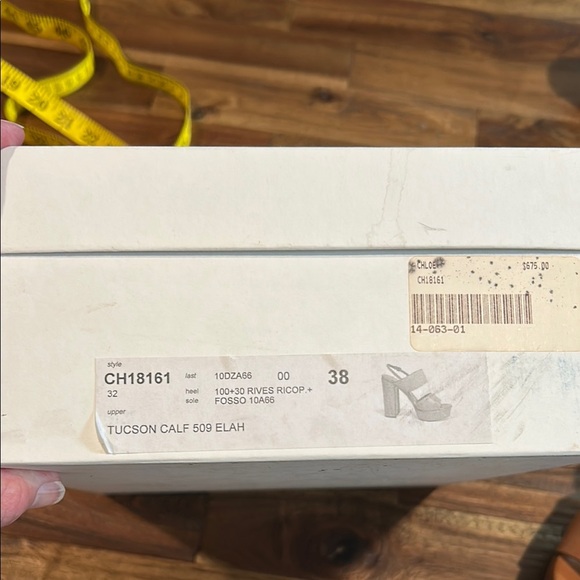 CHLOE $675.00
CH18161
14-063-01
style
CH18161 last 10DZA66 00 38
32 heel 100+30 RIVES RICOP.+
sole FOSSO 10A66
upper
TUCSON CALF 509 ELAH